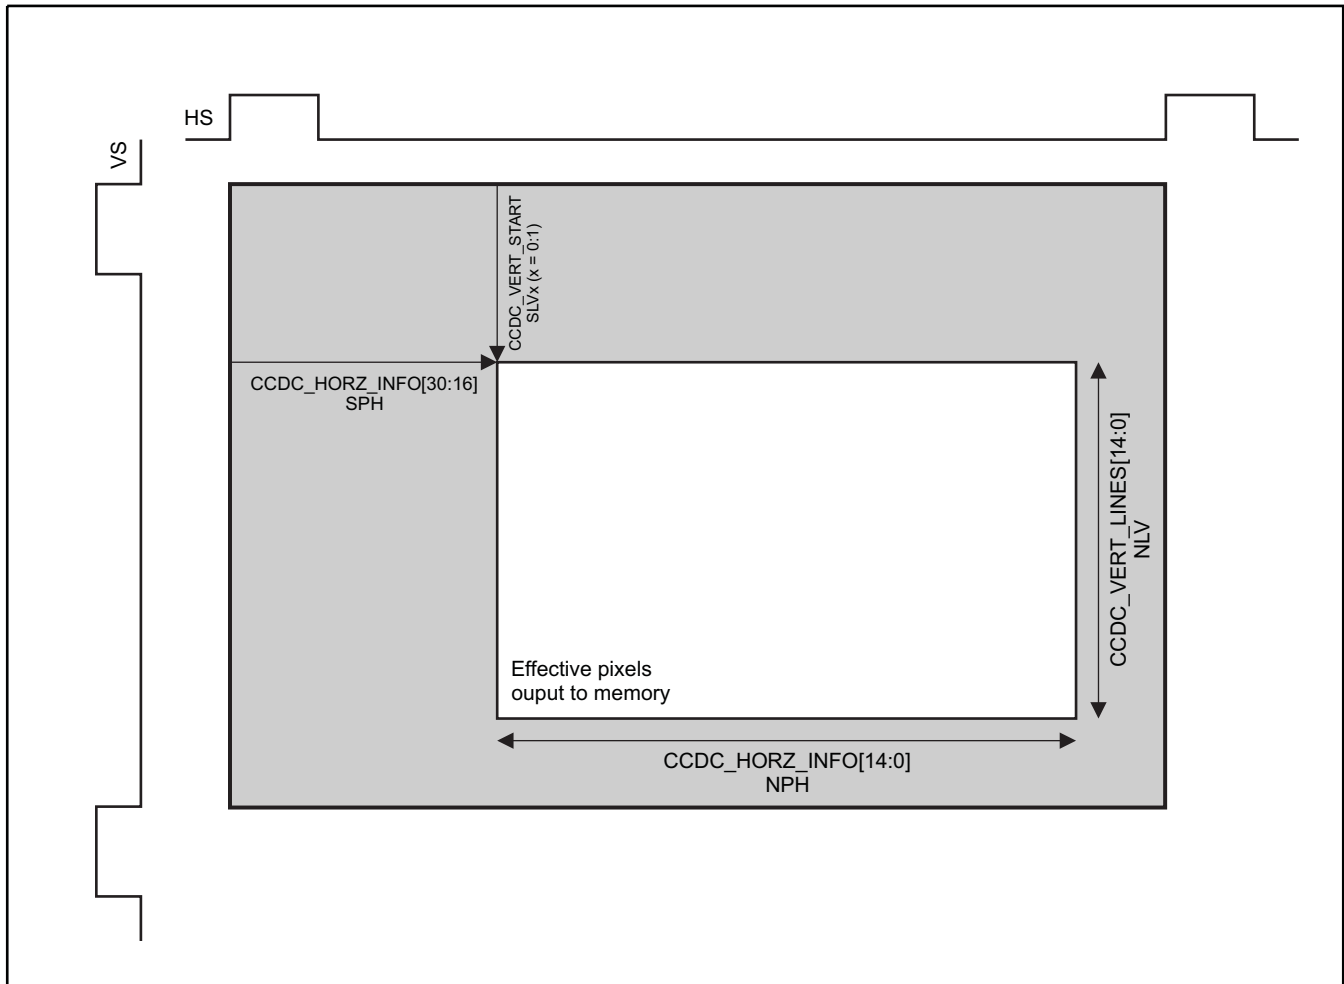 HS
VS
CCDC_VERT_START
SLVx (x = 0:1)
CCDC_HORZ_INFO[30:16]
SPH
CCDC_VERT_LINES[14:0]
NLV
Effective pixels
ouput to memory
CCDC_HORZ_INFO[14:0]
NPH